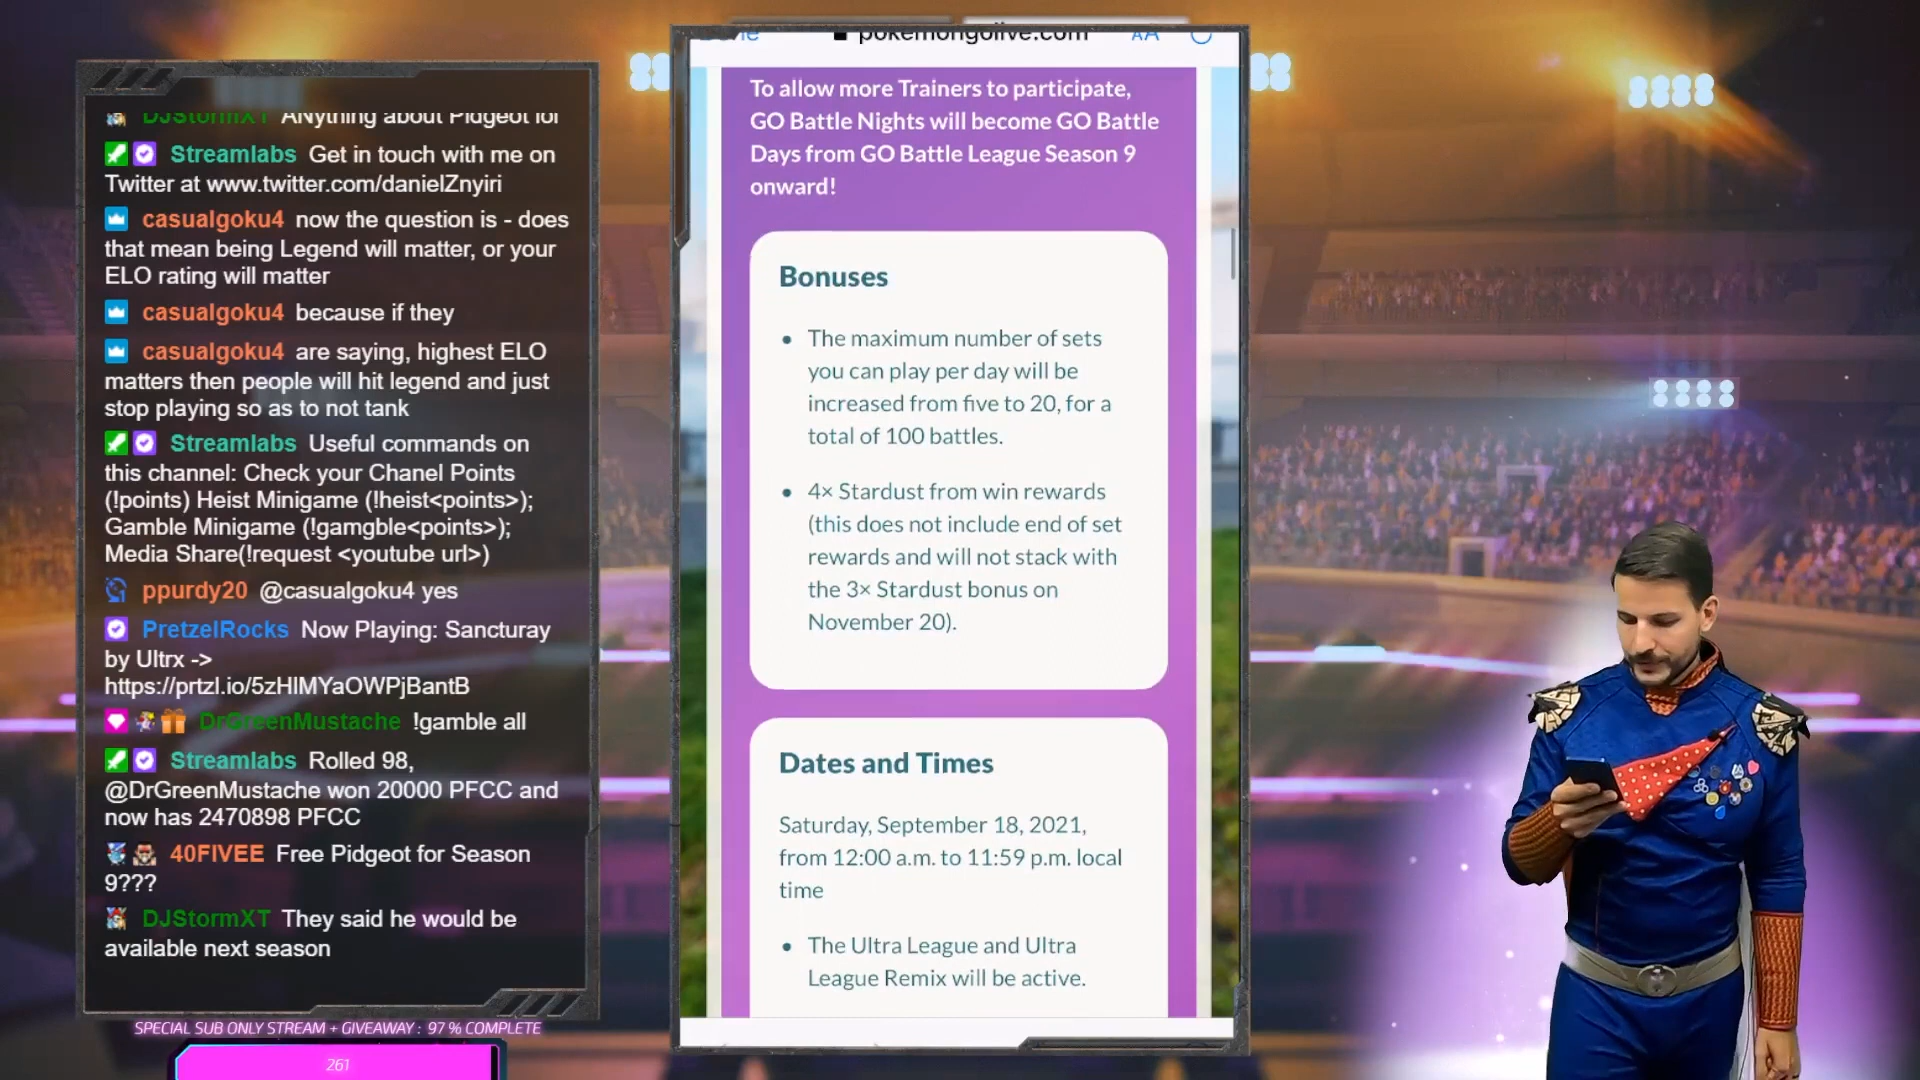 DJStormXT ANything about Pidgeot lol
Streamlabs Get in touch with me on
Twitter at www.twitter.com/danielZnyiri
casualgoku4 now the question is - does
that mean being Legend will matter, or your
ELO rating will matter
casualgoku4 because if they
casualgoku4 are saying, highest ELO
matters then people will hit legend and just
stop playing so as to not tank
Streamlabs Useful commands on
this channel: Check your Chanel Points
(!points) Heist Minigame (!heist<points>);
Gamble Minigame (!gamgble<points>);
Media Share(!request <youtube url>)
ppurdy20 @casualgoku4 yes
PretzelRocks Now Playing: Sancturay
by Ultrx ->
https://prtzl.io/5zHlMYaOWPjBantB
DrGreenMustache !gamble all
Streamlabs Rolled 98,
@DrGreenMustache won 20000 PFCC and
now has 2470898 PFCC
40FIVEE Free Pidgeot for Season
9???
DJStormXT They said he would be
available next season
SPECIAL SUB ONLY STREAM + GIVEAWAY : 97 % COMPLETE
261
Done pokemongolive.com AA
To allow more Trainers to participate,
GO Battle Nights will become GO Battle
Days from GO Battle League Season 9
onward!
Bonuses
• The maximum number of sets
you can play per day will be
increased from five to 20, for a
total of 100 battles.
• 4× Stardust from win rewards
(this does not include end of set
rewards and will not stack with
the 3× Stardust bonus on
November 20).
Dates and Times
Saturday, September 18, 2021,
from 12:00 a.m. to 11:59 p.m. local
time
• The Ultra League and Ultra
League Remix will be active.